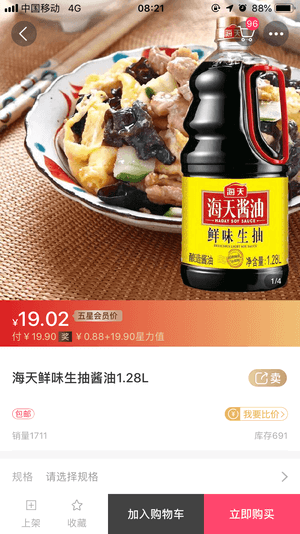 中国移动 4G 08:21 88%
96
海天
海天酱油
HADAY SOY SAUCE
鲜味生抽
酿造酱油 净含量:1.28L
1/4
¥19.02 五星会员价
付¥19.90 奖 ¥0.88+19.90星力值
海天鲜味生抽酱油1.28L
卖
包邮 我要比价>
销量1711 库存691
规格 请选择规格
上架 收藏 加入购物车 立即购买